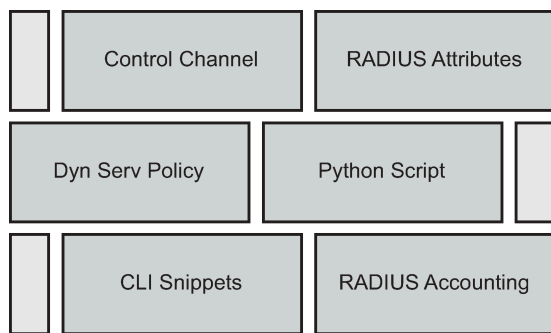 Control Channel
RADIUS Attributes
Dyn Serv Policy
Python Script
CLI Snippets
RADIUS Accounting